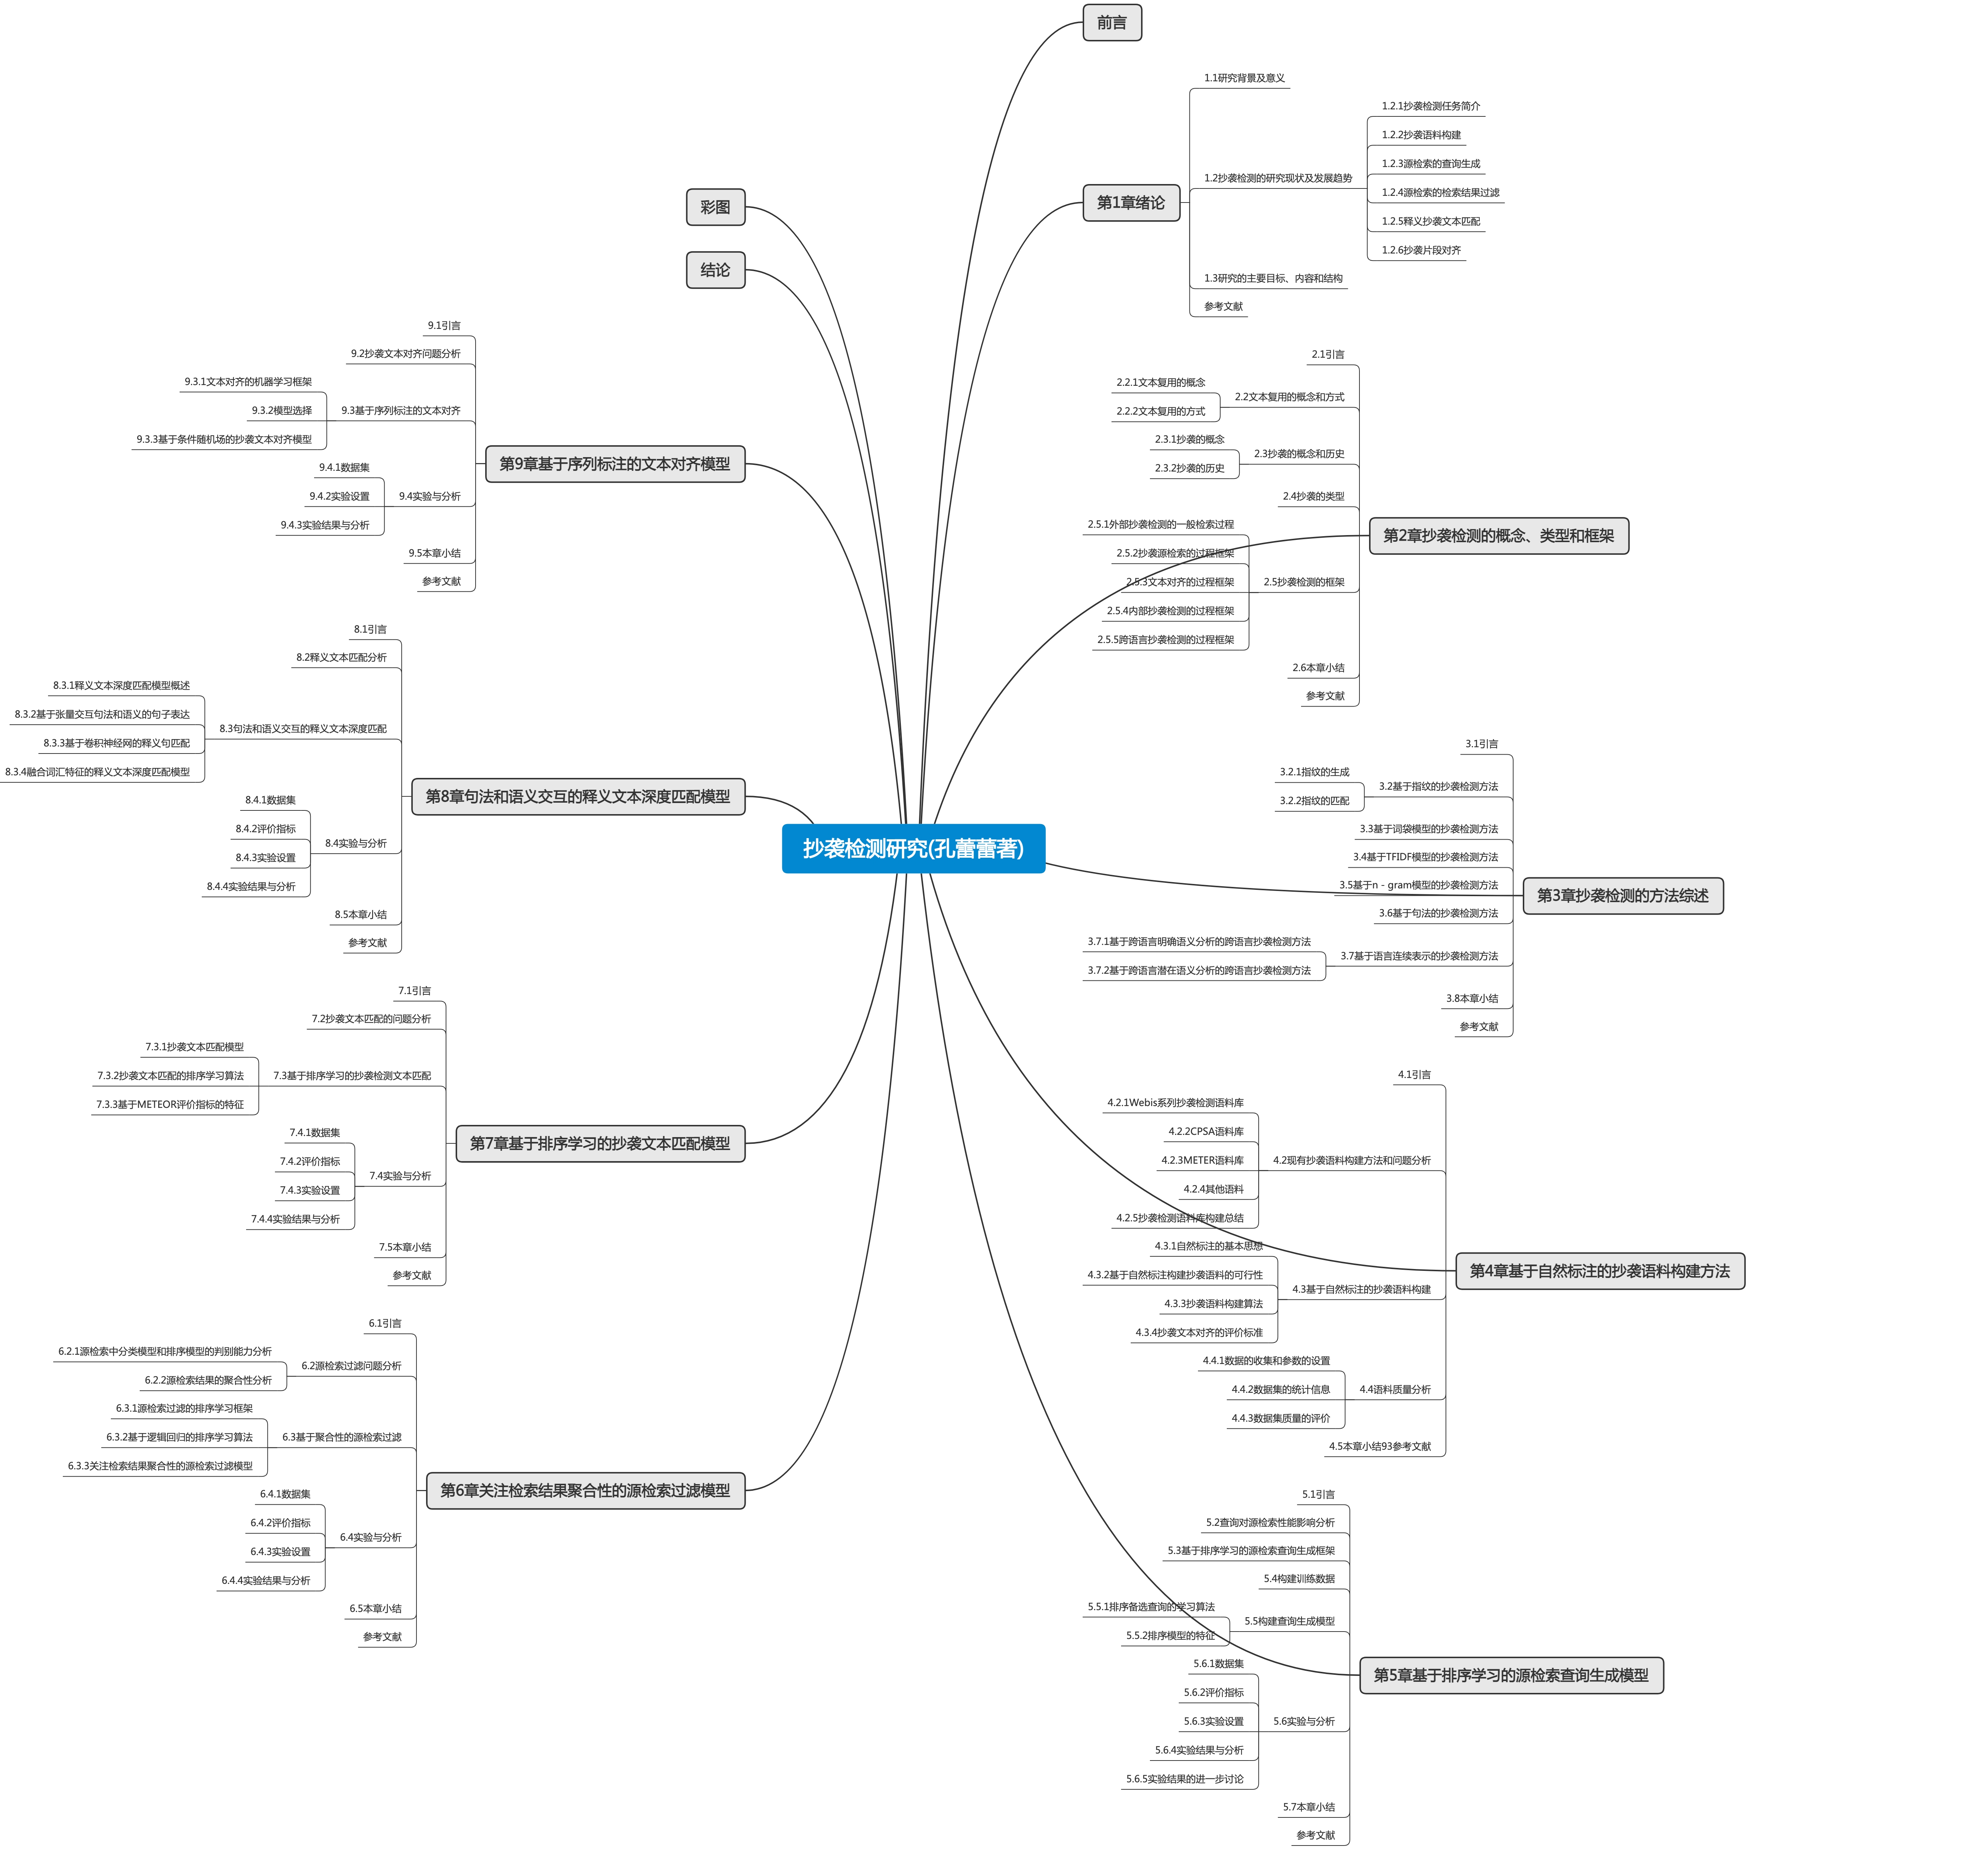 抄袭检测研究(孔蕾蕾著)
前言
第1章绪论
1.1研究背景及意义
1.2抄袭检测的研究现状及发展趋势
1.2.1抄袭检测任务简介
1.2.2抄袭语料构建
1.2.3源检索的查询生成
1.2.4源检索的检索结果过滤
1.2.5释义抄袭文本匹配
1.2.6抄袭片段对齐
1.3研究的主要目标、内容和结构
参考文献
第2章抄袭检测的概念、类型和框架
2.1引言
2.2文本复用的概念和方式
2.2.1文本复用的概念
2.2.2文本复用的方式
2.3抄袭的概念和历史
2.3.1抄袭的概念
2.3.2抄袭的历史
2.4抄袭的类型
2.5抄袭检测的框架
2.5.1外部抄袭检测的一般检索过程
2.5.2抄袭源检索的过程框架
2.5.3文本对齐的过程框架
2.5.4内部抄袭检测的过程框架
2.5.5跨语言抄袭检测的过程框架
2.6本章小结
参考文献
第3章抄袭检测的方法综述
3.1引言
3.2基于指纹的抄袭检测方法
3.2.1指纹的生成
3.2.2指纹的匹配
3.3基于词袋模型的抄袭检测方法
3.4基于TFIDF模型的抄袭检测方法
3.5基于n - gram模型的抄袭检测方法
3.6基于句法的抄袭检测方法
3.7基于语言连续表示的抄袭检测方法
3.7.1基于跨语言明确语义分析的跨语言抄袭检测方法
3.7.2基于跨语言潜在语义分析的跨语言抄袭检测方法
3.8本章小结
参考文献
第4章基于自然标注的抄袭语料构建方法
4.1引言
4.2现有抄袭语料构建方法和问题分析
4.2.1Webis系列抄袭检测语料库
4.2.2CPSA语料库
4.2.3METER语料库
4.2.4其他语料
4.2.5抄袭检测语料库构建总结
4.3基于自然标注的抄袭语料构建
4.3.1自然标注的基本思想
4.3.2基于自然标注构建抄袭语料的可行性
4.3.3抄袭语料构建算法
4.3.4抄袭文本对齐的评价标准
4.4语料质量分析
4.4.1数据的收集和参数的设置
4.4.2数据集的统计信息
4.4.3数据集质量的评价
4.5本章小结93参考文献
第5章基于排序学习的源检索查询生成模型
5.1引言
5.2查询对源检索性能影响分析
5.3基于排序学习的源检索查询生成框架
5.4构建训练数据
5.5构建查询生成模型
5.5.1排序备选查询的学习算法
5.5.2排序模型的特征
5.6实验与分析
5.6.1数据集
5.6.2评价指标
5.6.3实验设置
5.6.4实验结果与分析
5.6.5实验结果的进一步讨论
5.7本章小结
参考文献
第6章关注检索结果聚合性的源检索过滤模型
6.1引言
6.2源检索过滤问题分析
6.2.1源检索中分类模型和排序模型的判别能力分析
6.2.2源检索结果的聚合性分析
6.3基于聚合性的源检索过滤
6.3.1源检索过滤的排序学习框架
6.3.2基于逻辑回归的排序学习算法
6.3.3关注检索结果聚合性的源检索过滤模型
6.4实验与分析
6.4.1数据集
6.4.2评价指标
6.4.3实验设置
6.4.4实验结果与分析
6.5本章小结
参考文献
第7章基于排序学习的抄袭文本匹配模型
7.1引言
7.2抄袭文本匹配的问题分析
7.3基于排序学习的抄袭检测文本匹配
7.3.1抄袭文本匹配模型
7.3.2抄袭文本匹配的排序学习算法
7.3.3基于METEOR评价指标的特征
7.4实验与分析
7.4.1数据集
7.4.2评价指标
7.4.3实验设置
7.4.4实验结果与分析
7.5本章小结
参考文献
第8章句法和语义交互的释义文本深度匹配模型
8.1引言
8.2释义文本匹配分析
8.3句法和语义交互的释义文本深度匹配
8.3.1释义文本深度匹配模型概述
8.3.2基于张量交互句法和语义的句子表达
8.3.3基于卷积神经网的释义句匹配
8.3.4融合词汇特征的释义文本深度匹配模型
8.4实验与分析
8.4.1数据集
8.4.2评价指标
8.4.3实验设置
8.4.4实验结果与分析
8.5本章小结
参考文献
第9章基于序列标注的文本对齐模型
9.1引言
9.2抄袭文本对齐问题分析
9.3基于序列标注的文本对齐
9.3.1文本对齐的机器学习框架
9.3.2模型选择
9.3.3基于条件随机场的抄袭文本对齐模型
9.4实验与分析
9.4.1数据集
9.4.2实验设置
9.4.3实验结果与分析
9.5本章小结
参考文献
结论
彩图